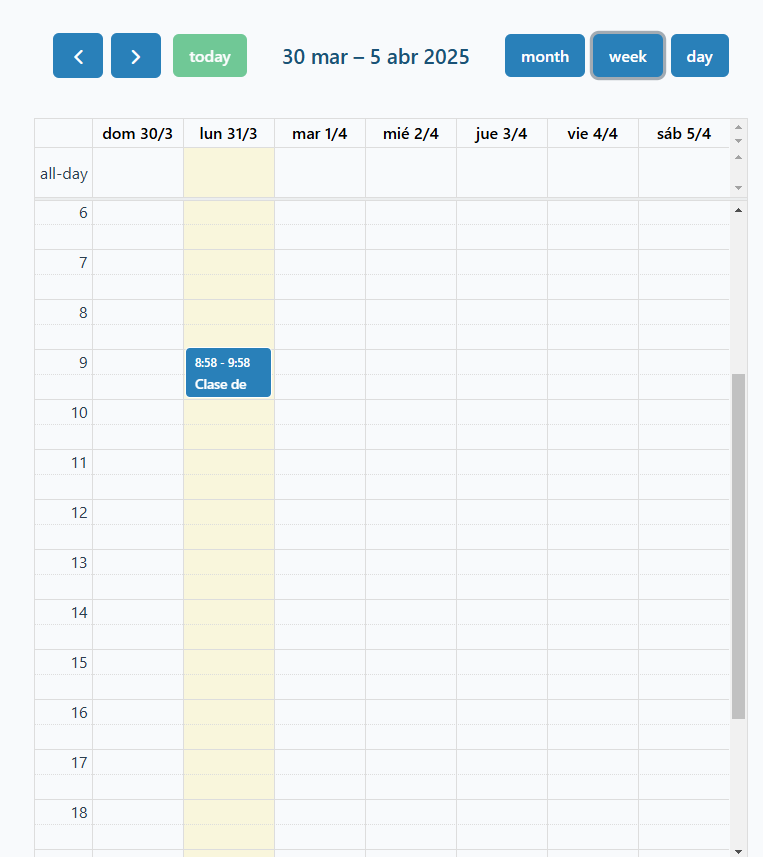 today
30 mar – 5 abr 2025
month
week
day
dom 30/3
lun 31/3
mar 1/4
mié 2/4
jue 3/4
vie 4/4
sáb 5/4
all-day
6
7
8
9
8:58 - 9:58
Clase de
10
11
12
13
14
15
16
17
18